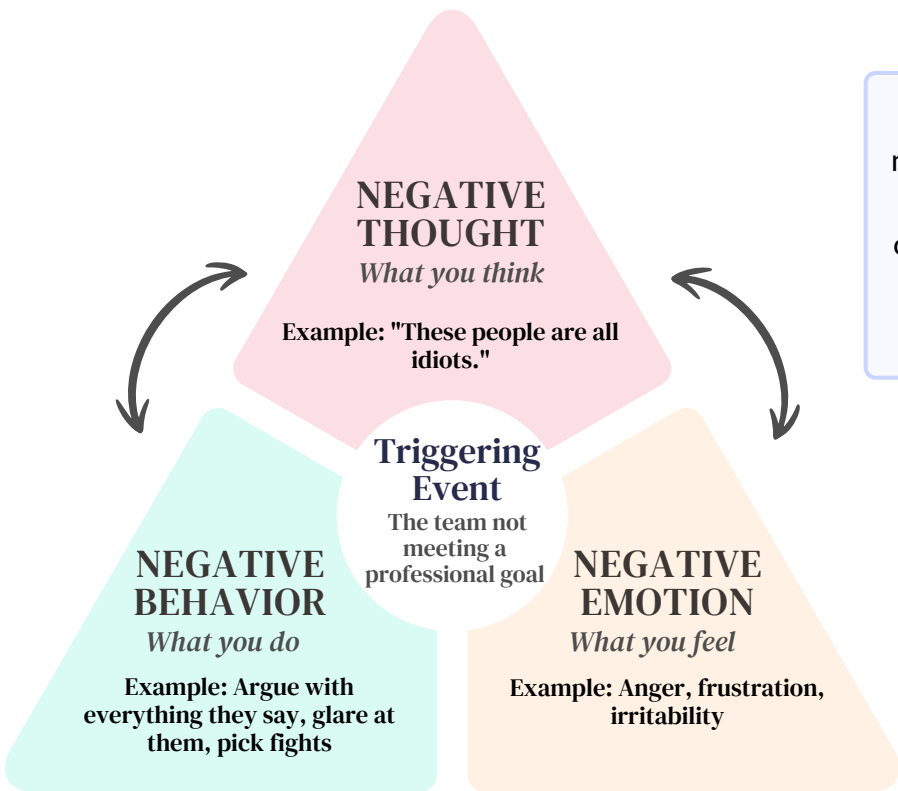 NEGATIVE
THOUGHT
What you think
Example: "These people are all
idiots."
Triggering
Event
The team not
meeting a
professional goal
NEGATIVE
BEHAVIOR
What you do
Example: Argue with
everything they say, glare at
them, pick fights
NEGATIVE
EMOTION
What you feel
Example: Anger, frustration,
irritability